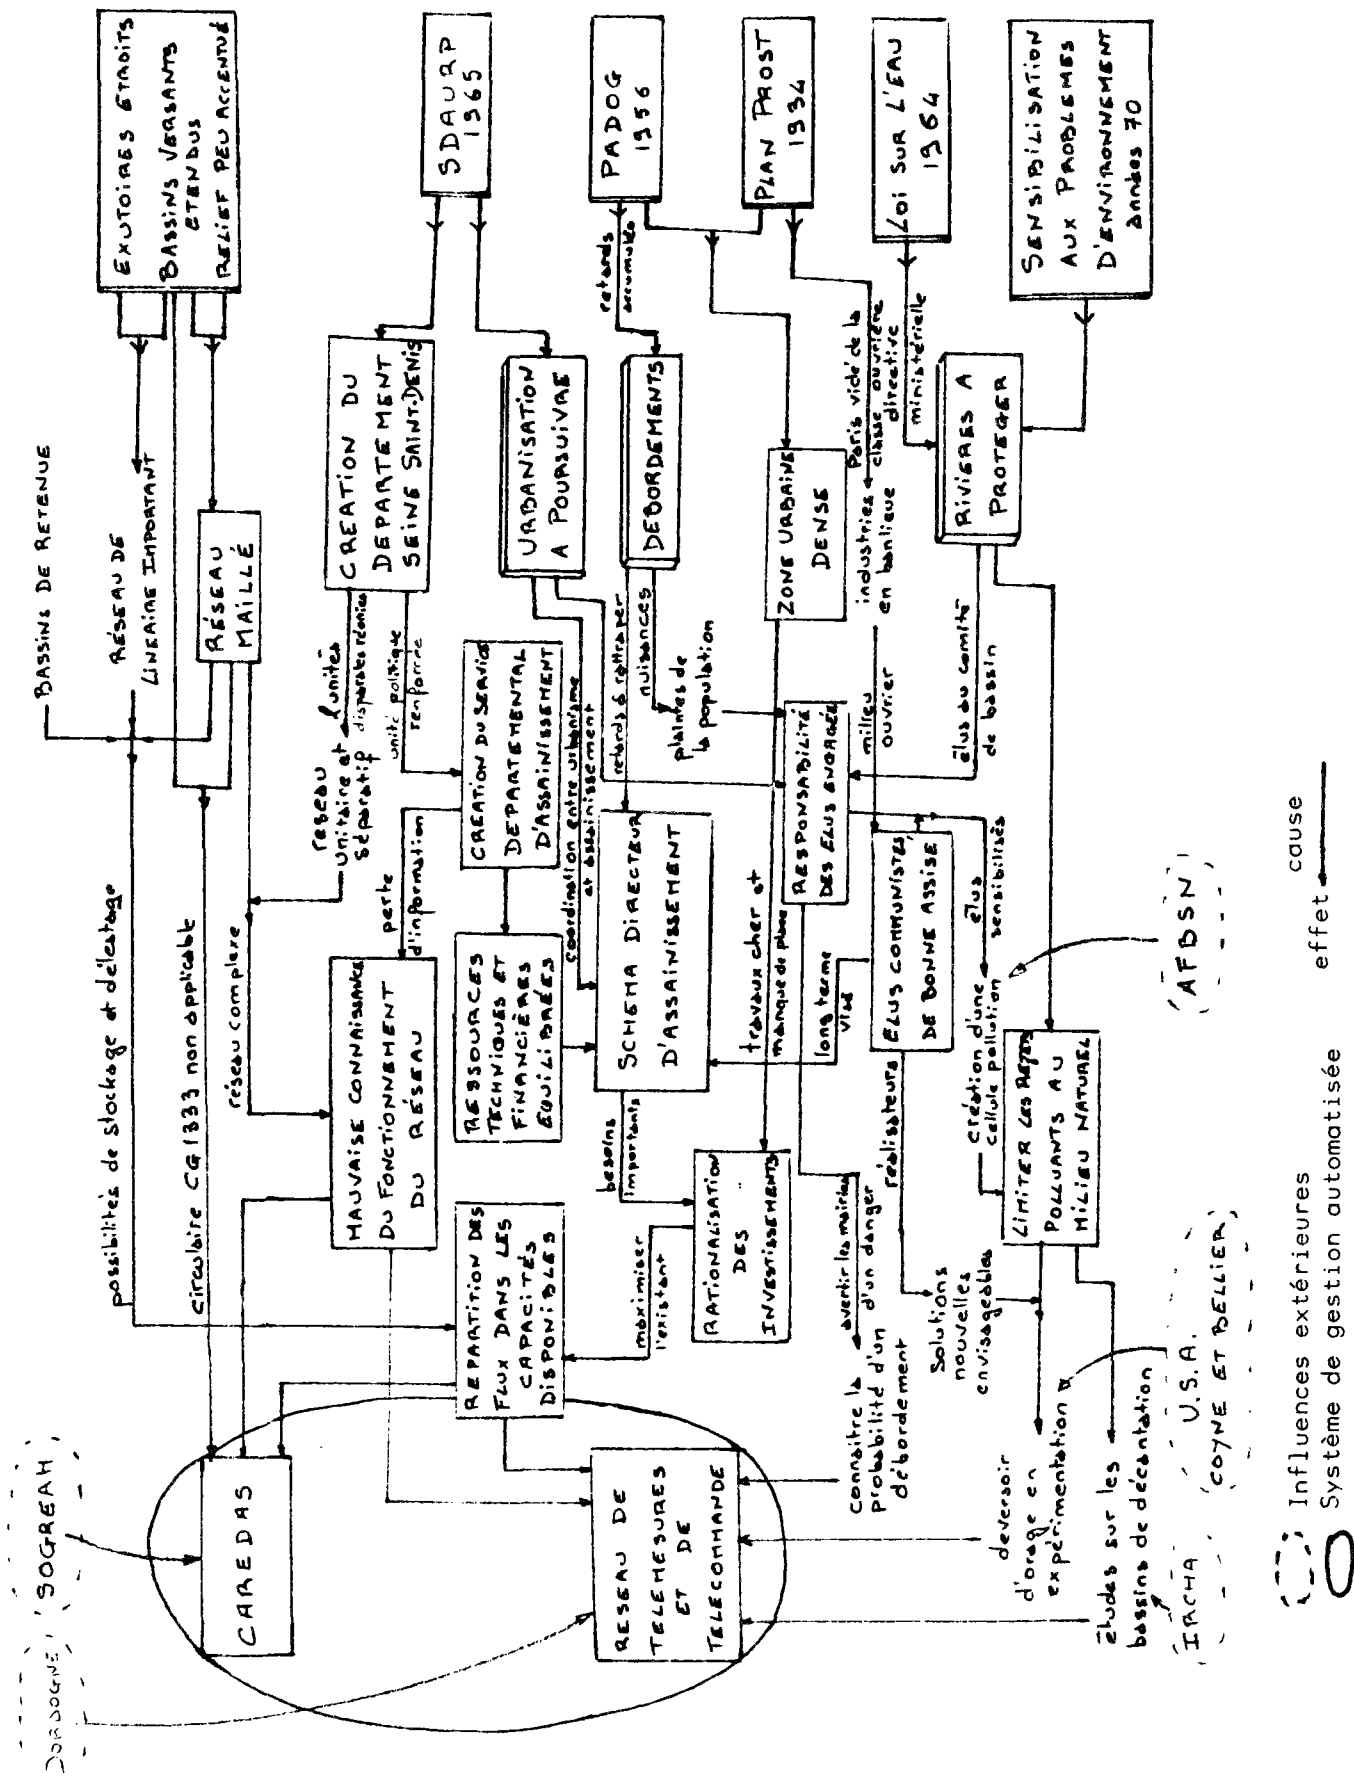 EXUTOIRES ETROITS
BASSINS VERSANTS
ETENDUS
RELIEF PEU ACCENTUÉ
SDAURP
1965
PADOG
1956
PLAN PROST
1934
LOI SUR L'EAU
1964
SENSIBILISATION
AUX PROBLEMES
D'ENVIRONNEMENT
années 70
BASSINS DE RETENUE
RÉSEAU DE
LINEAIRE IMPORTANT
RÉSEAU
MAILLÉ
CREATION DU
DEPARTEMENT
SEINE SAINT-DENIS
URBANISATION
A POURSUIVRE
retards
accumulés
DEBORDEMENTS
ZONE URBAINE
DENSE
Paris vidé de la
classe ouvrière
industries
en banlieue
directive
ministérielle
RIVIERES A
PROTEGER
réseau
unitaire et
séparatif
unités
disparates réunies
unité politique
renforcée
CREATION DU SERVICE
DEPARTEMENTAL
D'ASSAINISSEMENT
coordination entre urbanisme
et assainissement
retards à rattraper
nuisances
plaintes de
la population
RESPONSABILITÉ
DES ELUS ENGAGÉE
milieu
ouvrier
élus au comité
de bassin
possibilités de stockage et délestage
circulaire CG1333 non applicable
réseau complexe
perte
d'information
MAUVAISE CONNAISSANCE
DU FONCTIONNEMENT
DU RÉSEAU
RESSOURCES
TECHNIQUES ET
FINANCIÈRES
EQUILIBRÉES
SCHEMA DIRECTEUR
D'ASSAINISSEMENT
travaux cher et
manque de place
long terme
visé
ELUS COMMUNISTES
DE BONNE ASSISE
élus
sensibilisés
création d'une
cellule pollution
AFBSN
LIMITER LES REJETS
POLLUANTS AU
MILIEU NATUREL
REPARTITION DES
FLUX DANS LES
CAPACITÉS
DISPONIBLES
besoins
importants
maximiser
l'existant
RATIONALISATION
DES
INVESTISSEMENTS
avertir les mairies
d'un danger
réalisateurs
solutions
nouvelles
envisageables
connaitre la
probabilité d'un
débordement
DORDOGNE
SOGREAH
CAREDAS
RESEAU DE
TELEMESURES
ET DE
TELECOMMANDE
deversoir
d'orage en
expérimentation
études sur les
bassins de décantation
IRCHA
U.S.A.
COYNE ET BELLIER
effet cause
Influences extérieures
Système de gestion automatisée